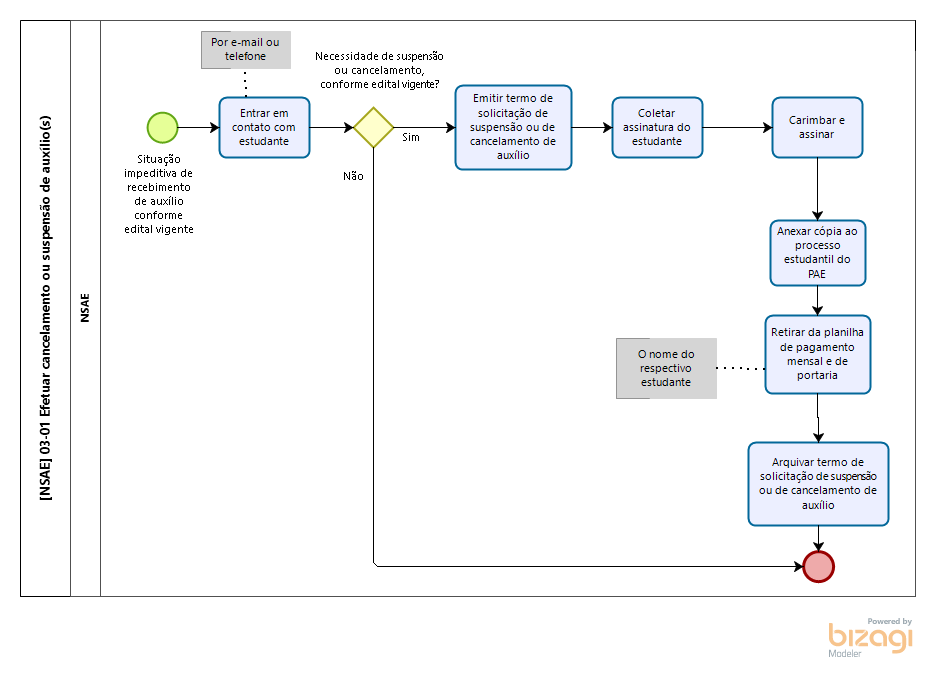 [NSAE] 03-01 Efetuar cancelamento ou suspensão de auxílio(s)
NSAE
Por e-mail ou
telefone
Situação
impeditiva de
recebimento
de auxílio
conforme
edital vigente
Entrar em
contato com
estudante
Necessidade de suspensão
ou cancelamento,
conforme edital vigente?
Sim
Não
Emitir termo de
solicitação de
suspensão ou de
cancelamento de
auxílio
Coletar
assinatura do
estudante
Carimbar e
assinar
Anexar cópia ao
processo
estudantil do
PAE
Retirar da planilha
de pagamento
mensal e de
portaria
O nome do
respectivo
estudante
Arquivar termo de
solicitação de suspensão
ou de cancelamento de
auxílio
Powered by
bizagi
Modeler